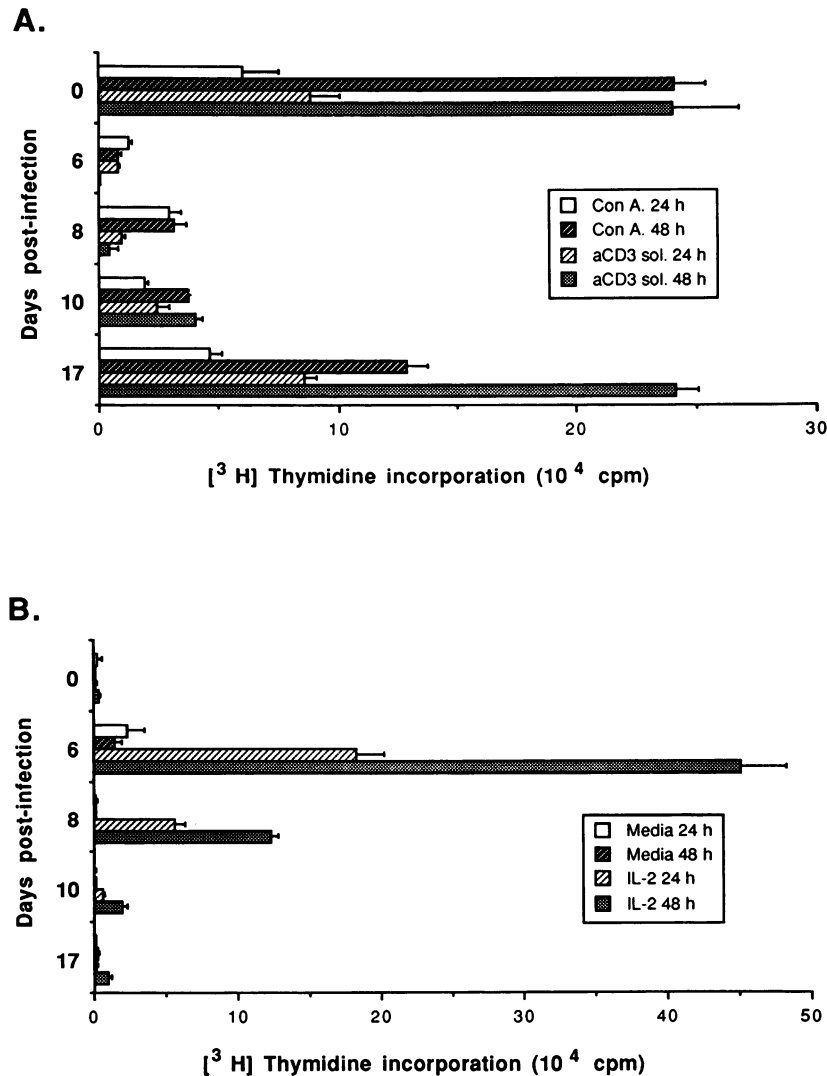 A.
Days post-infection
0
6
8
10
17
Con A. 24 h
Con A. 48 h
aCD3 sol. 24 h
aCD3 sol. 48 h
0 10 20 30
[³ H] Thymidine incorporation (10 ⁴ cpm)
B.
Days post-infection
0
6
8
10
17
Media 24 h
Media 48 h
IL-2 24 h
IL-2 48 h
0 10 20 30 40 50
[³ H] Thymidine incorporation (10 ⁴ cpm)